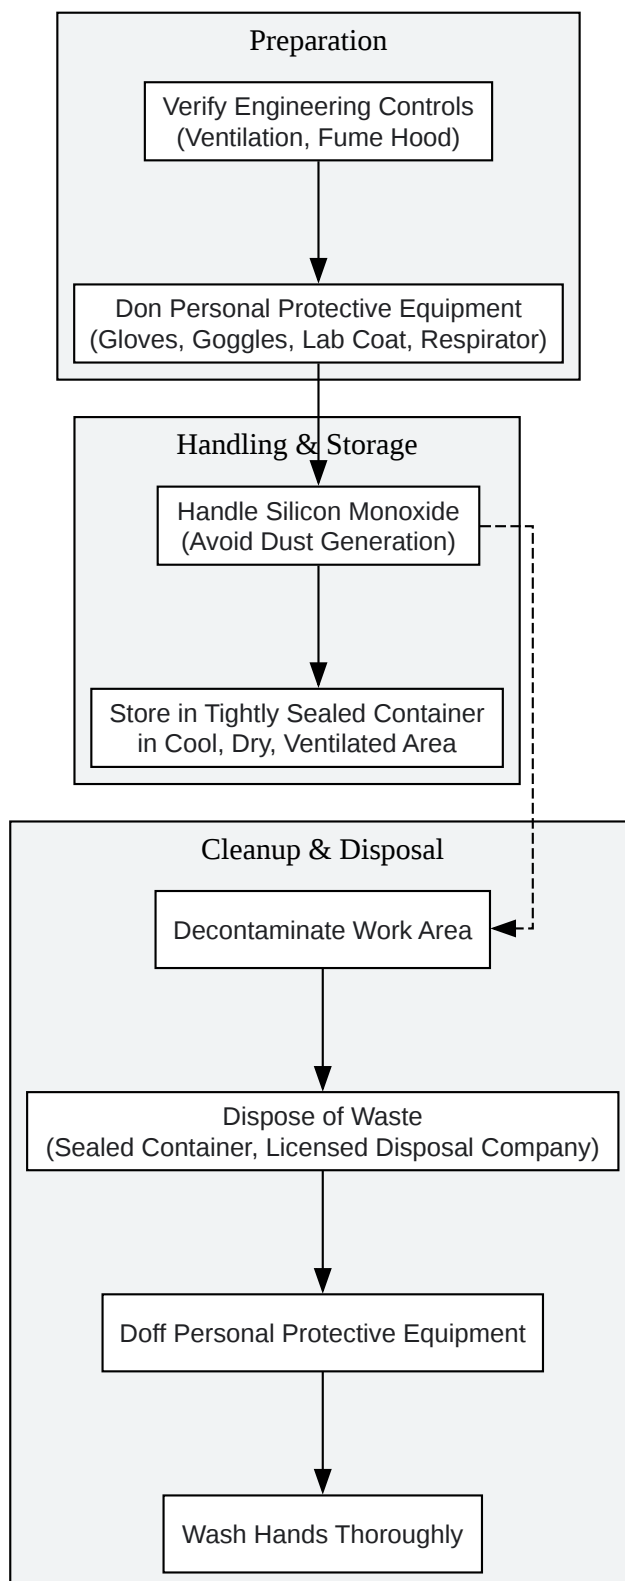 Preparation
Verify Engineering Controls
(Ventilation, Fume Hood)
Don Personal Protective Equipment
(Gloves, Goggles, Lab Coat, Respirator)
Handling & Storage
Handle Silicon Monoxide
(Avoid Dust Generation)
Store in Tightly Sealed Container
in Cool, Dry, Ventilated Area
Cleanup & Disposal
Decontaminate Work Area
Dispose of Waste
(Sealed Container, Licensed Disposal Company)
Doff Personal Protective Equipment
Wash Hands Thoroughly